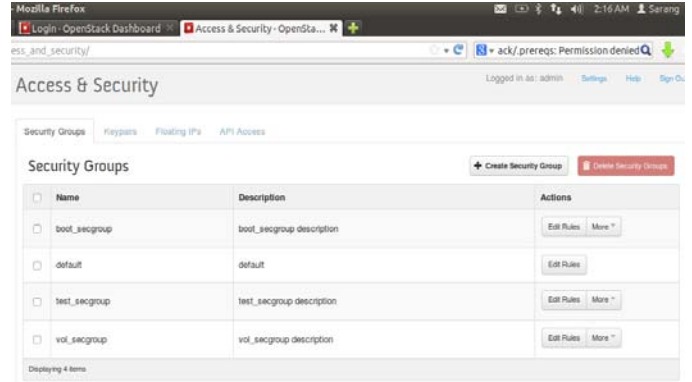 - Mozilla Firefox 2:16 AM Sarang
Login - OpenStack Dashboard Access & Security - OpenSta...
ess_and_security/ ack/.prereqs: Permission denied
Access & Security
Logged in as: admin Settings Help Sign Ou
Security Groups Keypairs Floating IPs API Access
Security Groups
+ Create Security Group Delete Security Groups
Name Description Actions
boot_secgroup boot_secgroup description Edit Rules More
default default Edit Rules
test_secgroup test_secgroup description Edit Rules More
vol_secgroup vol_secgroup description Edit Rules More
Displaying 4 items